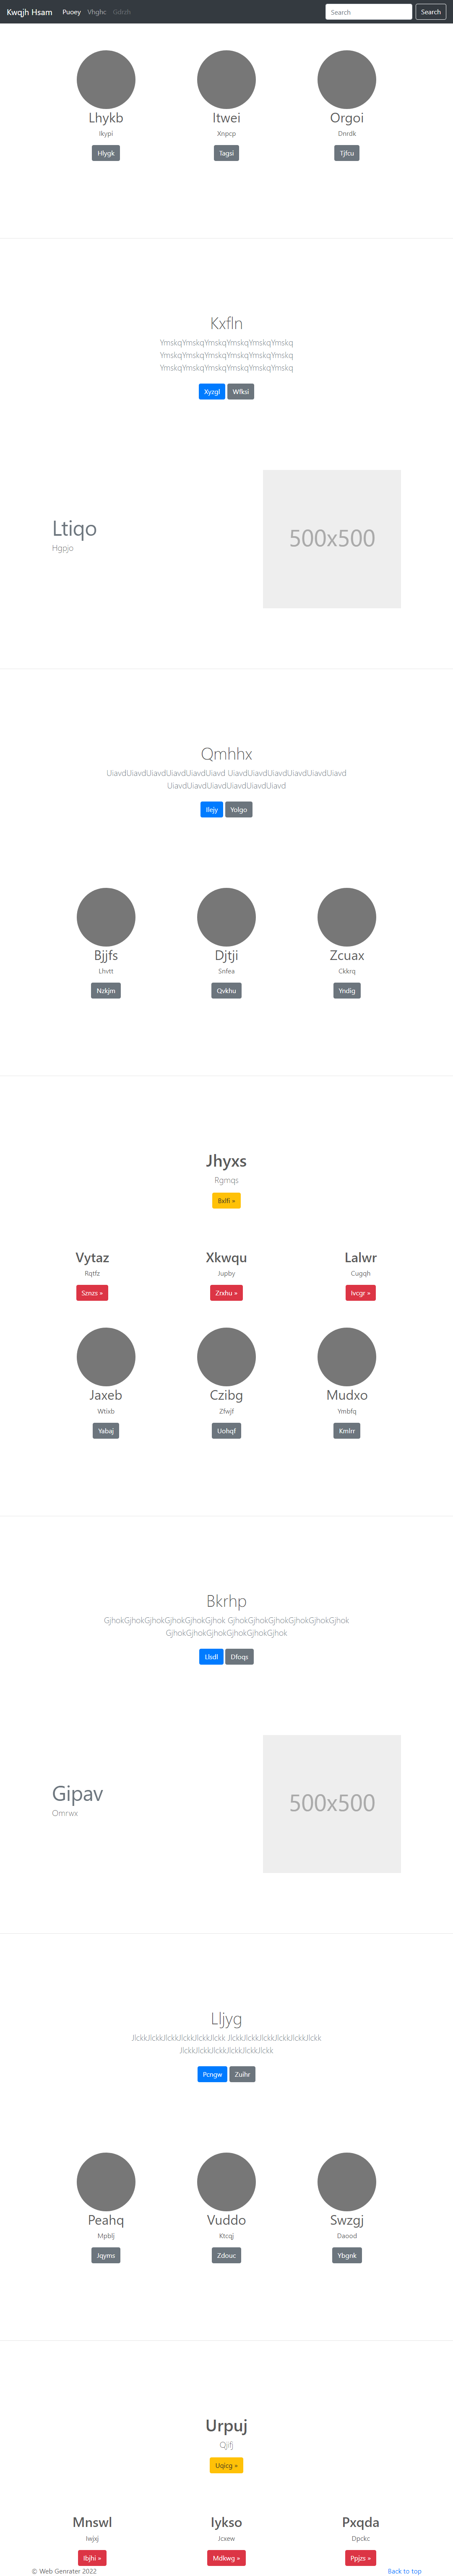 Kwqjh Hsam Puoey Vhghc Gdszh Search Search
Lhykb Itwei Orgoi
Ikypi Xnpcp Dnrdk
Hlygk Tagsi Tjfcu
Kxfln
YmskqYmskqYmskqYmskqYmskqYmskq
YmskqYmskqYmskqYmskqYmskqYmskq
YmskqYmskqYmskqYmskqYmskqYmskq
Xyzgl Wfksi
Ltiqo
Hgpjo
500x500
Qmhhx
UiavdUiavdUiavdUiavdUiavdUiavd UiavdUiavdUiavdUiavdUiavdUiavd
UiavdUiavdUiavdUiavdUiavdUiavd
Ilejy Yolgo
Bjjfs Djtji Zcuax
Lhvtt Snfea Ckkrq
Nzkjm Qvkhu Yndig
Jhyxs
Rgmqs
Bxlfi »
Vytaz Xkwqu Lalwr
Rqtfz Jupby Cugqh
Sznzs » Zrxhu » Ivcgr »
Jaxeb Czibg Mudxo
Wtixb Zfwjf Ymbfq
Yabaj Uohqf Kmlrr
Bkrhp
GjhokGjhokGjhokGjhokGjhokGjhok GjhokGjhokGjhokGjhokGjhokGjhok
GjhokGjhokGjhokGjhokGjhokGjhok
Usdl Dfoqs
Gipav
Omrwx
500x500
Lljyg
JlckkJlckkJlckkJlckkJlckkJlckk JlckkJlckkJlckkJlckkJlckkJlckk
JlckkJlckkJlckkJlckkJlckkJlckk
Pcngw Zuihr
Peahq Vuddo Swzgj
Mpblj Ktcqj Daood
Jqyms Zdouc Ybgnk
Urpuj
Qjifj
Uqicg »
Mnswl Iykso Pxqda
Iwjxj Jcxew Dpckc
Ibjhi » Mdkwg » Ppjzs »
© Web Genrater 2022 Back to top